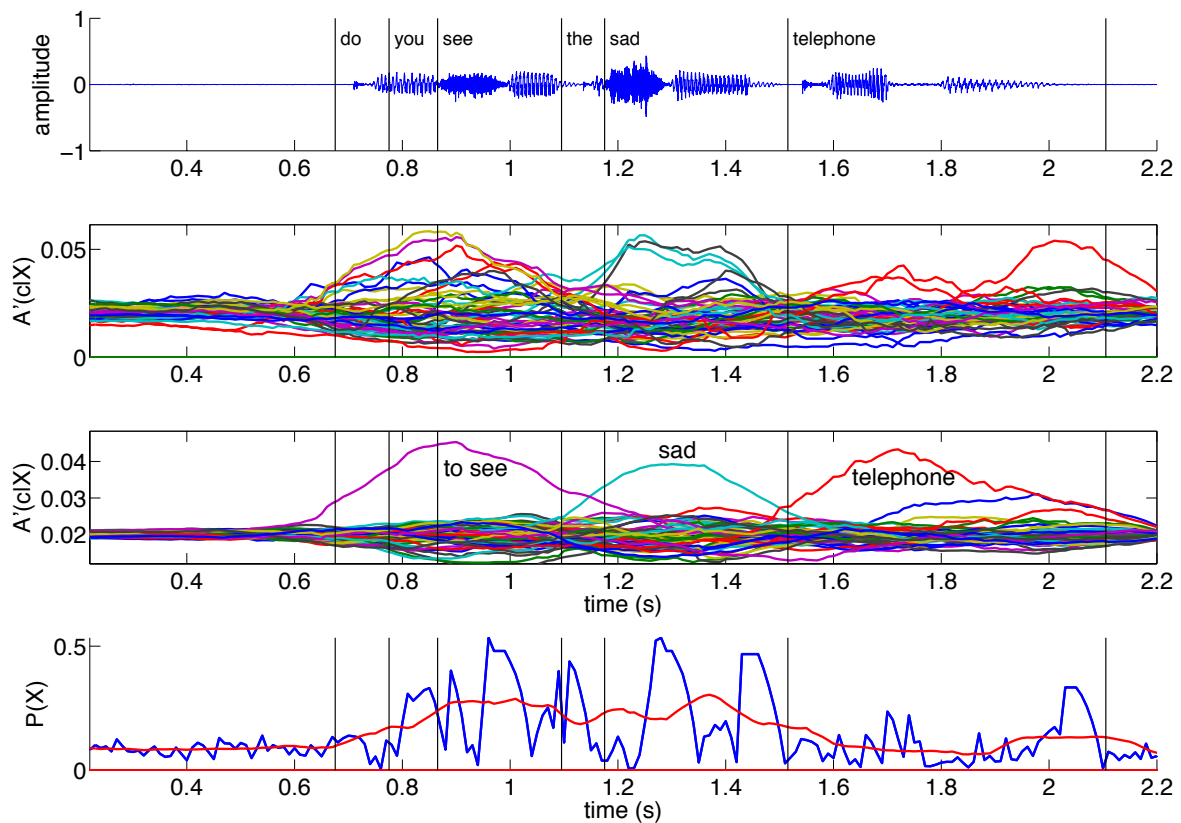 1
0
−1
amplitude
do you see the sad telephone
0.4 0.6 0.8 1 1.2 1.4 1.6 1.8 2 2.2
0.05
0
A'(c|X)
0.4 0.6 0.8 1 1.2 1.4 1.6 1.8 2 2.2
0.04
0.03
0.02
A'(c|X)
to see
sad
telephone
0.4 0.6 0.8 1 1.2 1.4 1.6 1.8 2 2.2
time (s)
0.5
0
P(X)
0.4 0.6 0.8 1 1.2 1.4 1.6 1.8 2 2.2
time (s)